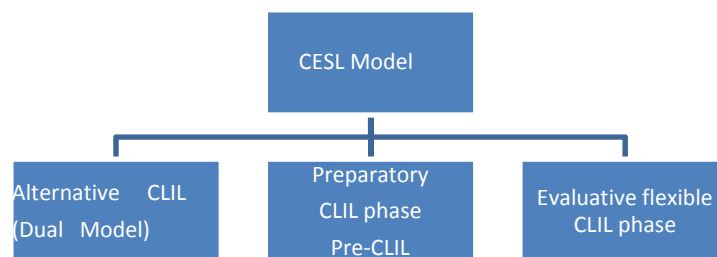 CESL Model
Alternative CLIL
(Dual Model)
Preparatory
CLIL phase
Pre-CLIL
Evaluative flexible
CLIL phase